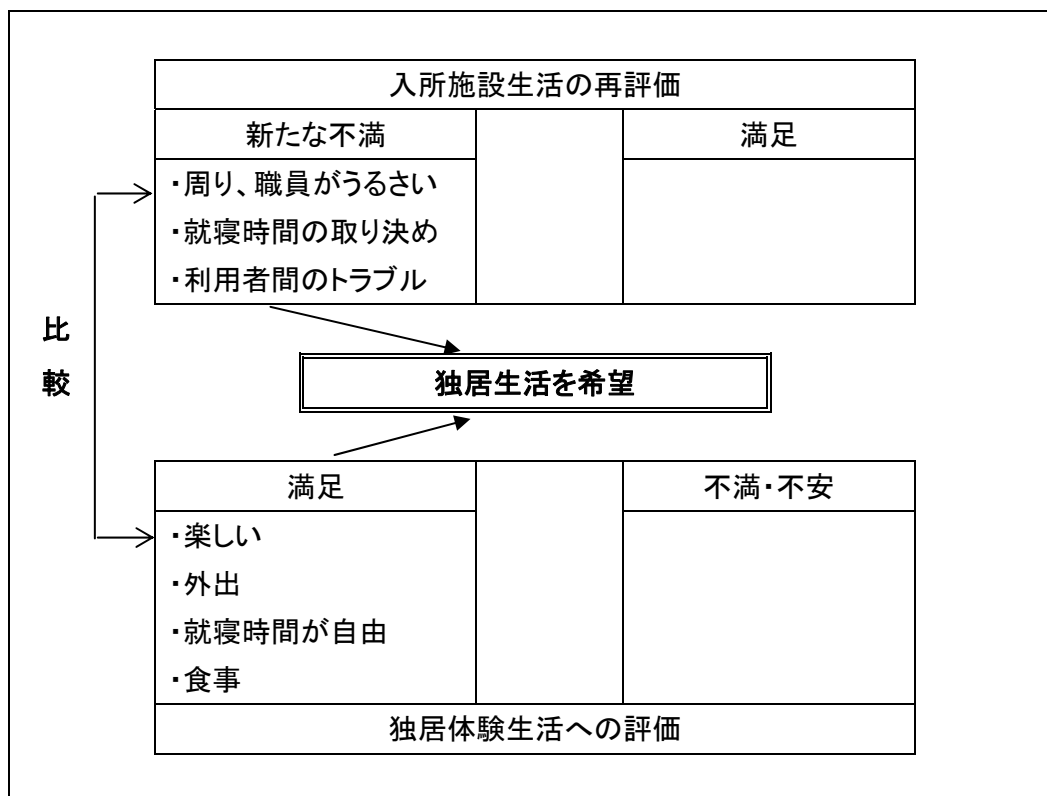 入所施設生活の再評価
新たな不満
満足
・周り、職員がうるさい
・就寝時間の取り決め
・利用者間のトラブル
比
較
独居生活を希望
満足
不満・不安
・楽しい
・外出
・就寝時間が自由
・食事
独居体験生活への評価